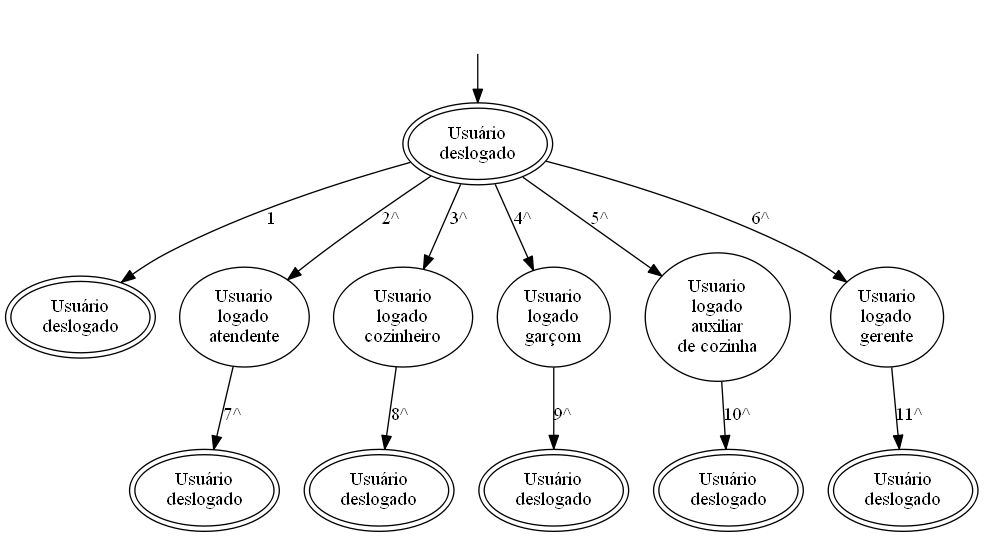 Usuário
deslogado
1
2^
3^
4^
5^
6^
Usuário
deslogado
Usuario
logado
atendente
Usuario
logado
cozinheiro
Usuario
logado
garçom
Usuario
logado
auxiliar
de cozinha
Usuario
logado
gerente
7^
8^
9^
10^
11^
Usuário
deslogado
Usuário
deslogado
Usuário
deslogado
Usuário
deslogado
Usuário
deslogado